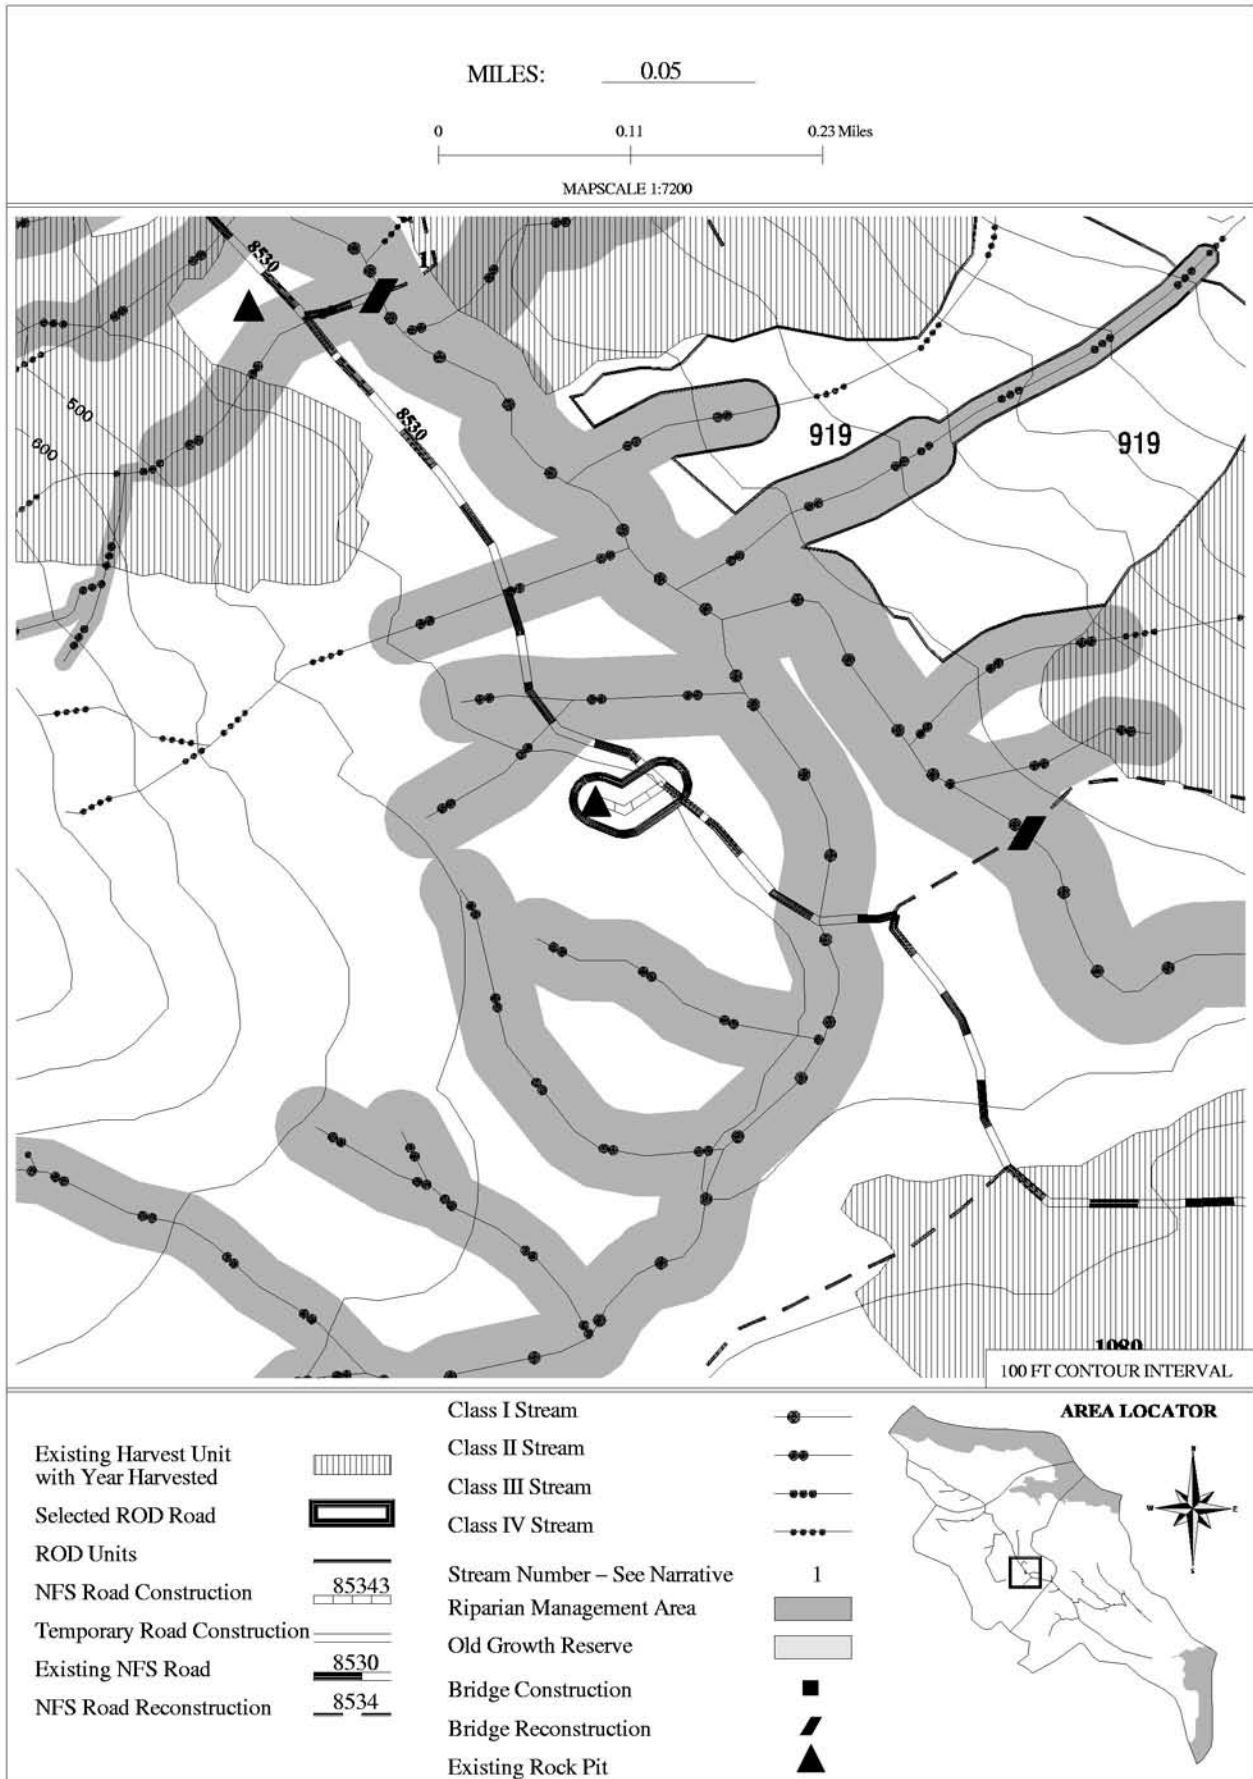 MILES: 0.05
0 0.11 0.23 Miles
MAPSCALE 1:7200
8530
1
8530
500
600
919
919
1080
100 FT CONTOUR INTERVAL
Existing Harvest Unit
with Year Harvested
Selected ROD Road
ROD Units
NFS Road Construction
85343
Temporary Road Construction
Existing NFS Road
8530
NFS Road Reconstruction
8534
Class I Stream
Class II Stream
Class III Stream
Class IV Stream
Stream Number – See Narrative
1
Riparian Management Area
Old Growth Reserve
Bridge Construction
Bridge Reconstruction
Existing Rock Pit
AREA LOCATOR
N
W
E
S